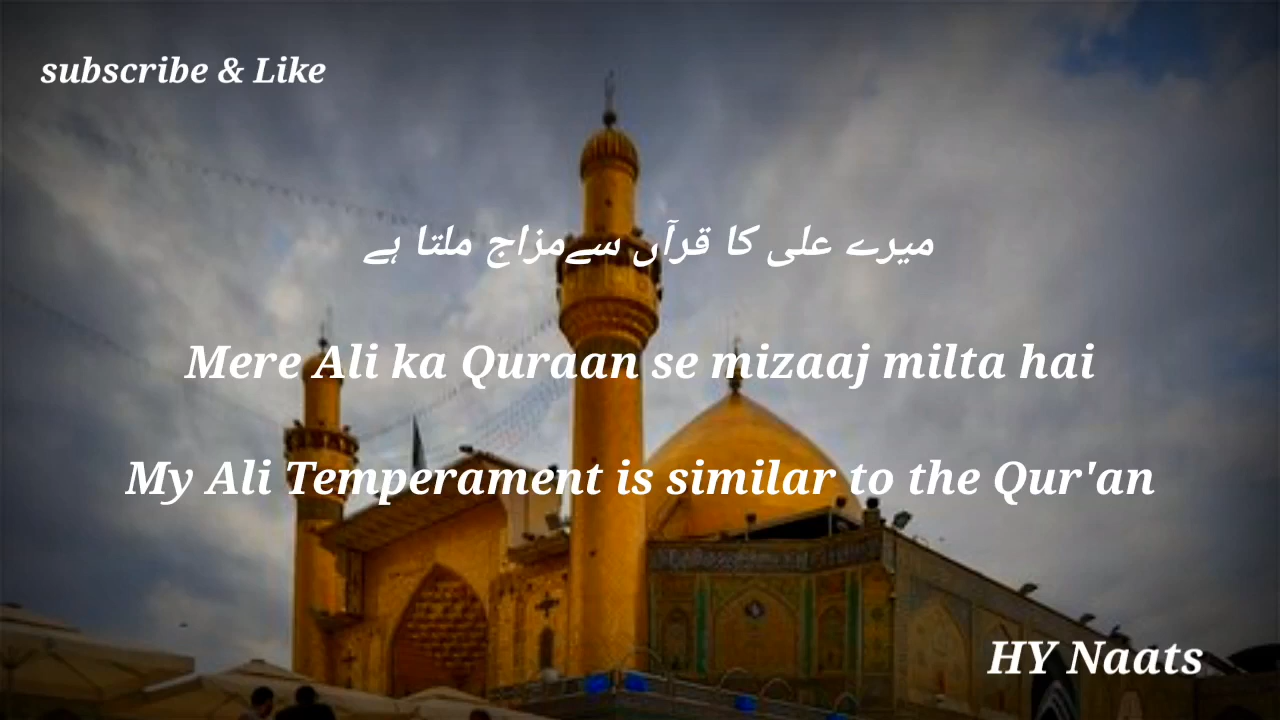 subscribe & Like
میرے علی کا قرآں سےمزاج ملتا ہے
Mere Ali ka Quraan se mizaaj milta hai
My Ali Temperament is similar to the Qur'an
HY Naats